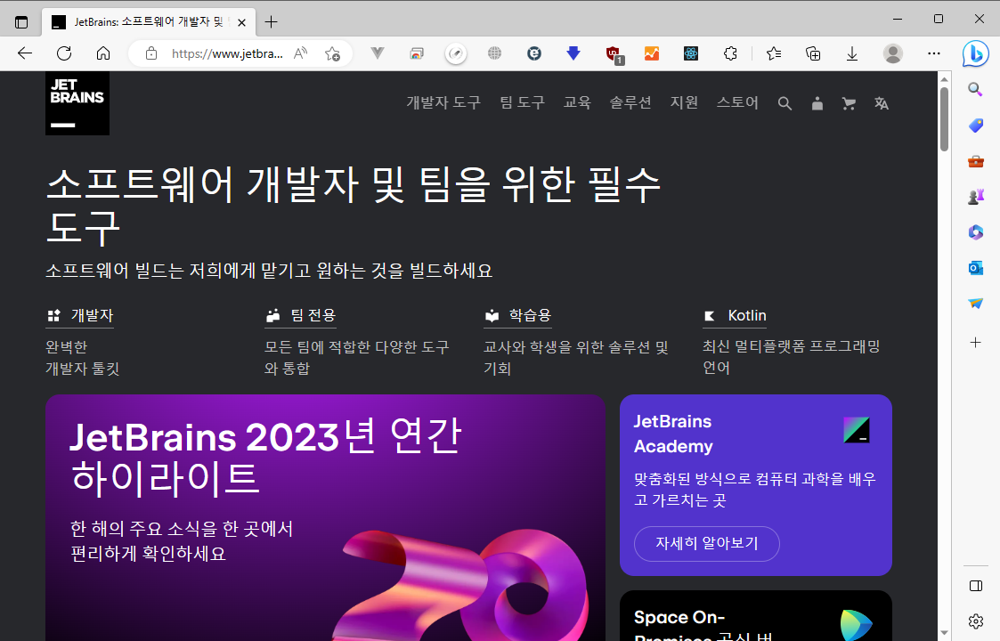 JetBrains: 소프트웨어 개발자 및
https://www.jetbra...
1
JET
BRAINS
개발자 도구 팀 도구 교육 솔루션 지원 스토어
소프트웨어 개발자 및 팀을 위한 필수
도구
소프트웨어 빌드는 저희에게 맡기고 원하는 것을 빌드하세요
개발자
완벽한
개발자 툴킷
팀 전용
모든 팀에 적합한 다양한 도구
와 통합
학습용
교사와 학생을 위한 솔루션 및
기회
Kotlin
최신 멀티플랫폼 프로그래밍
언어
JetBrains 2023년 연간
하이라이트
한 해의 주요 소식을 한 곳에서
편리하게 확인하세요
JetBrains
Academy
맞춤화된 방식으로 컴퓨터 과학을 배우
고 가르치는 곳
자세히 알아보기
Space On-
Premises 공식 버